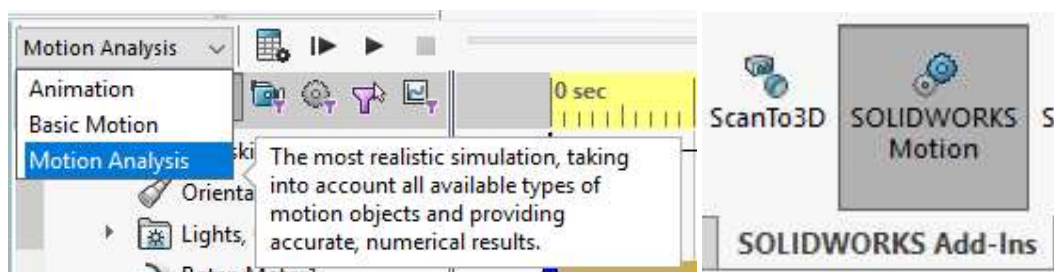 Motion Analysis
Animation
Basic Motion
Motion Analysis
0 sec
The most realistic simulation, taking
into account all available types of
motion objects and providing
accurate, numerical results.
Orienta
Lights,
ScanTo3D
SOLIDWORKS
Motion
S
SOLIDWORKS Add-Ins